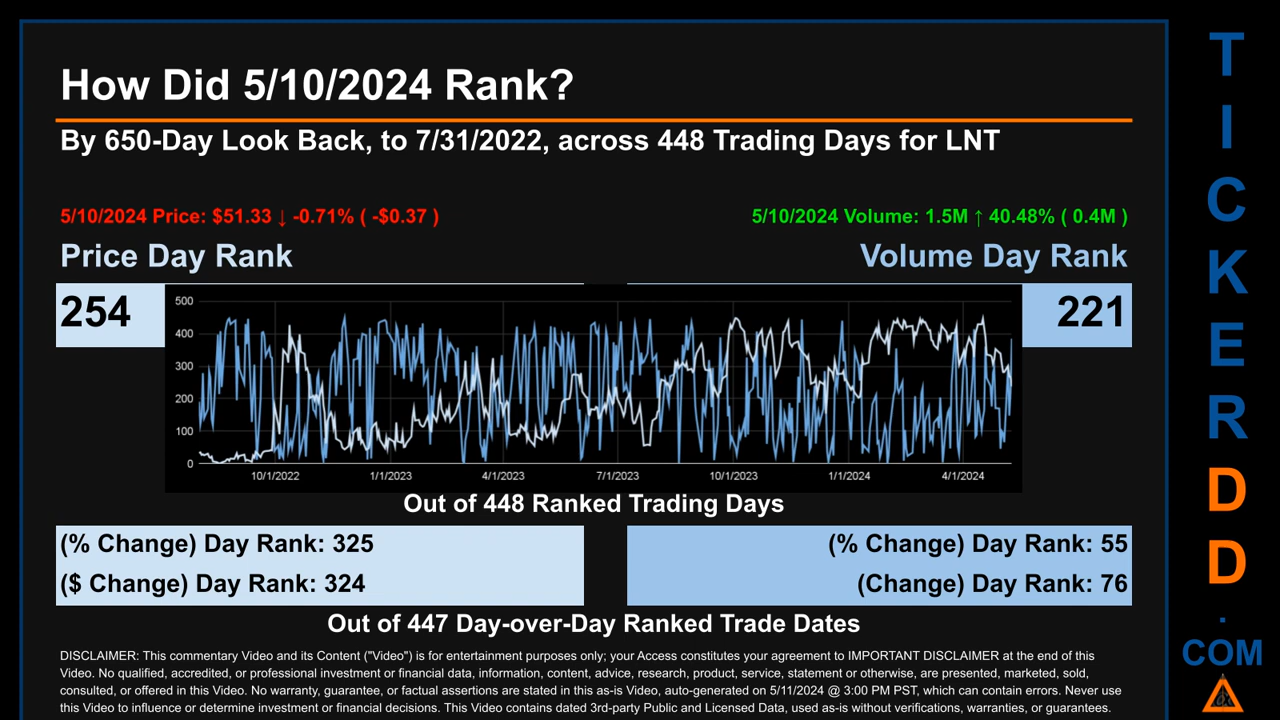 How Did 5/10/2024 Rank?
By 650-Day Look Back, to 7/31/2022, across 448 Trading Days for LNT
5/10/2024 Price: $51.33 ↓ -0.71% ( -$0.37 )
5/10/2024 Volume: 1.5M ↑ 40.48% ( 0.4M )
Price Day Rank
Volume Day Rank
254
221
500
400
300
200
100
0
10/1/2022
1/1/2023
4/1/2023
7/1/2023
10/1/2023
1/1/2024
4/1/2024
Out of 448 Ranked Trading Days
(% Change) Day Rank: 325
($ Change) Day Rank: 324
(% Change) Day Rank: 55
(Change) Day Rank: 76
Out of 447 Day-over-Day Ranked Trade Dates
DISCLAIMER: This commentary Video and its Content ("Video") is for entertainment purposes only; your Access constitutes your agreement to IMPORTANT DISCLAIMER at the end of this
Video. No qualified, accredited, or professional investment or financial data, information, content, advice, research, product, service, statement or otherwise, are presented, marketed, sold,
consulted, or offered in this Video. No warranty, guarantee, or factual assertions are stated in this as-is Video, auto-generated on 5/11/2024 @ 3:00 PM PST, which can contain errors. Never use
this Video to influence or determine investment or financial decisions. This Video contains dated 3rd-party Public and Licensed Data, used as-is without verifications, warranties, or guarantees.
T
I
C
K
E
R
D
D
.
COM